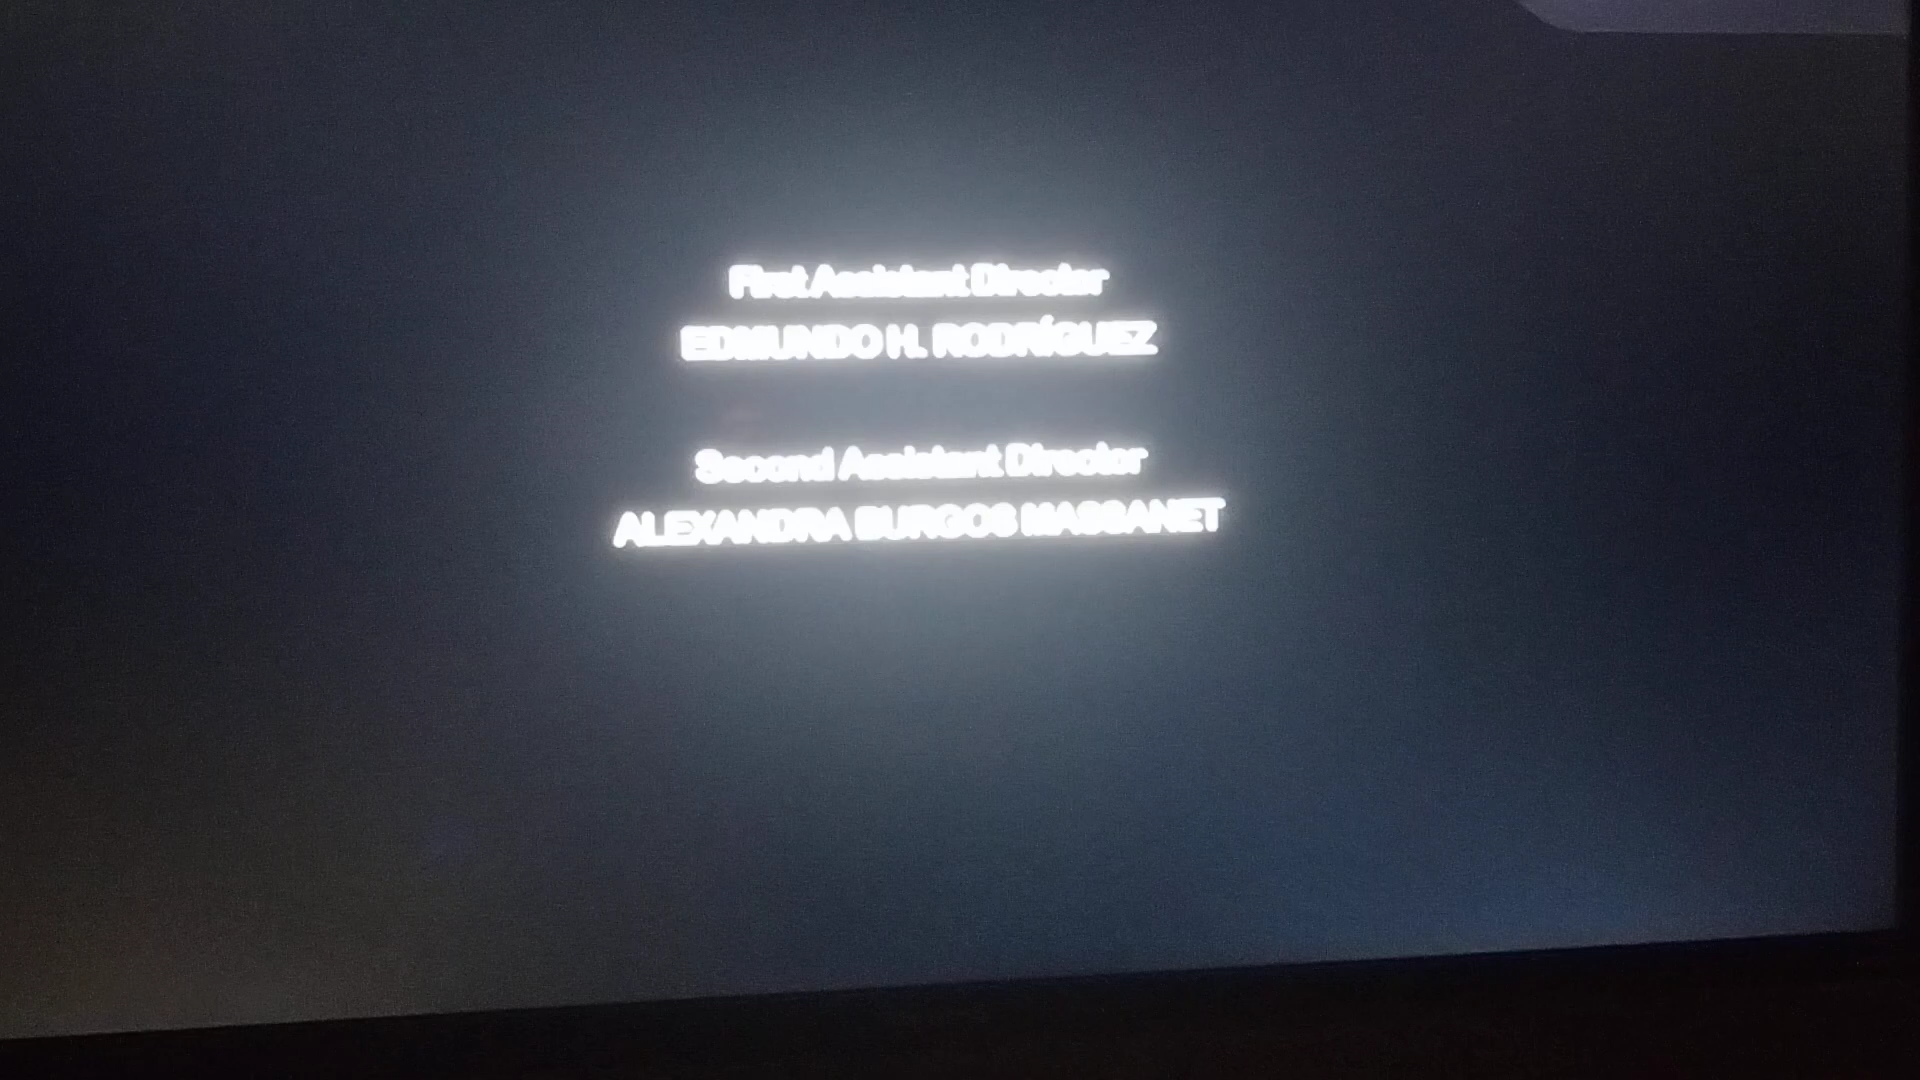 First Assistant Director
EDMUNDO H. RODRÍGUEZ
Second Assistant Director
ALEXANDRA BURGOS MASSANET